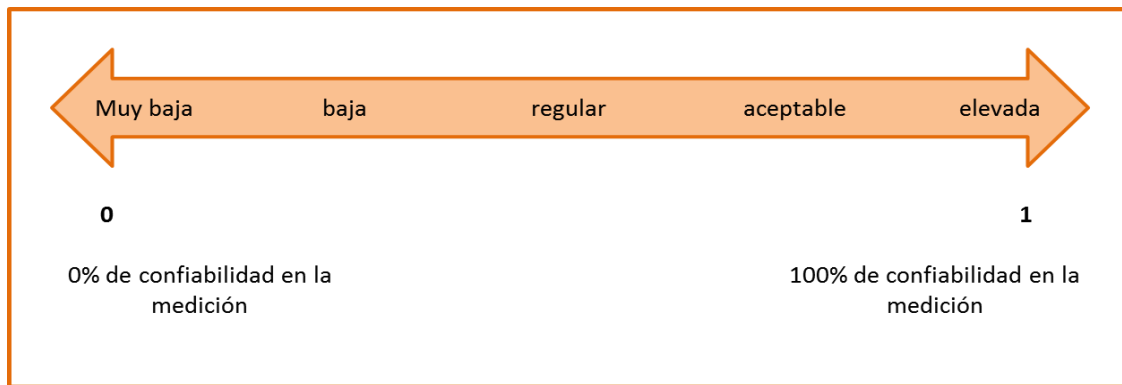 Muy baja baja regular aceptable elevada
0 1
0% de confiabilidad en la
medición
100% de confiabilidad en la
medición